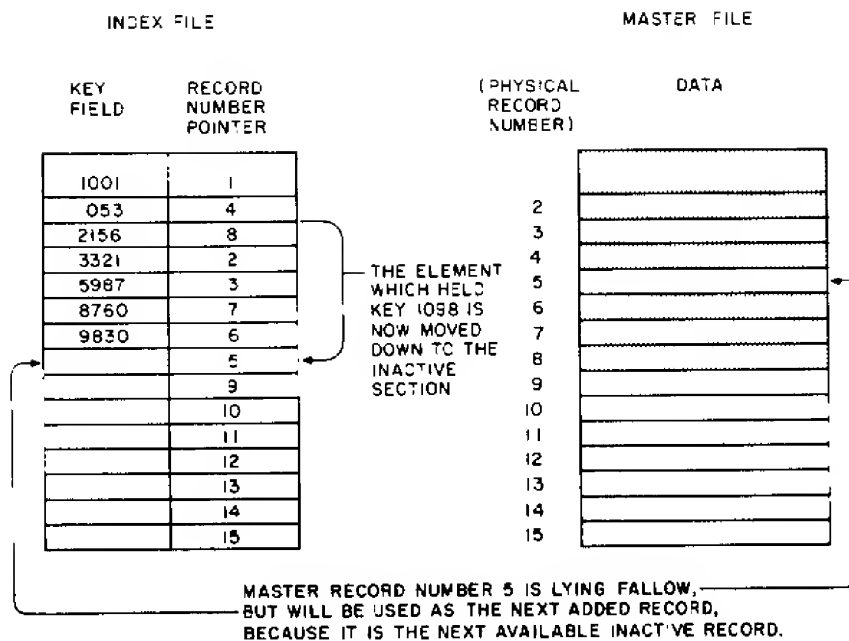 INDEX FILE
MASTER FILE
KEY FIELD
RECORD NUMBER POINTER
(PHYSICAL RECORD NUMBER)
DATA
1001 1
053 4
2156 8
3321 2
5987 3
8760 7
9830 6
5
9
10
11
12
13
14
15
THE ELEMENT
WHICH HELD
KEY 1098 IS
NOW MOVED
DOWN TO THE
INACTIVE
SECTION
2
3
4
5
6
7
8
9
10
11
12
13
14
15
MASTER RECORD NUMBER 5 IS LYING FALLOW,
BUT WILL BE USED AS THE NEXT ADDED RECORD,
BECAUSE IT IS THE NEXT AVAILABLE INACTIVE RECORD.